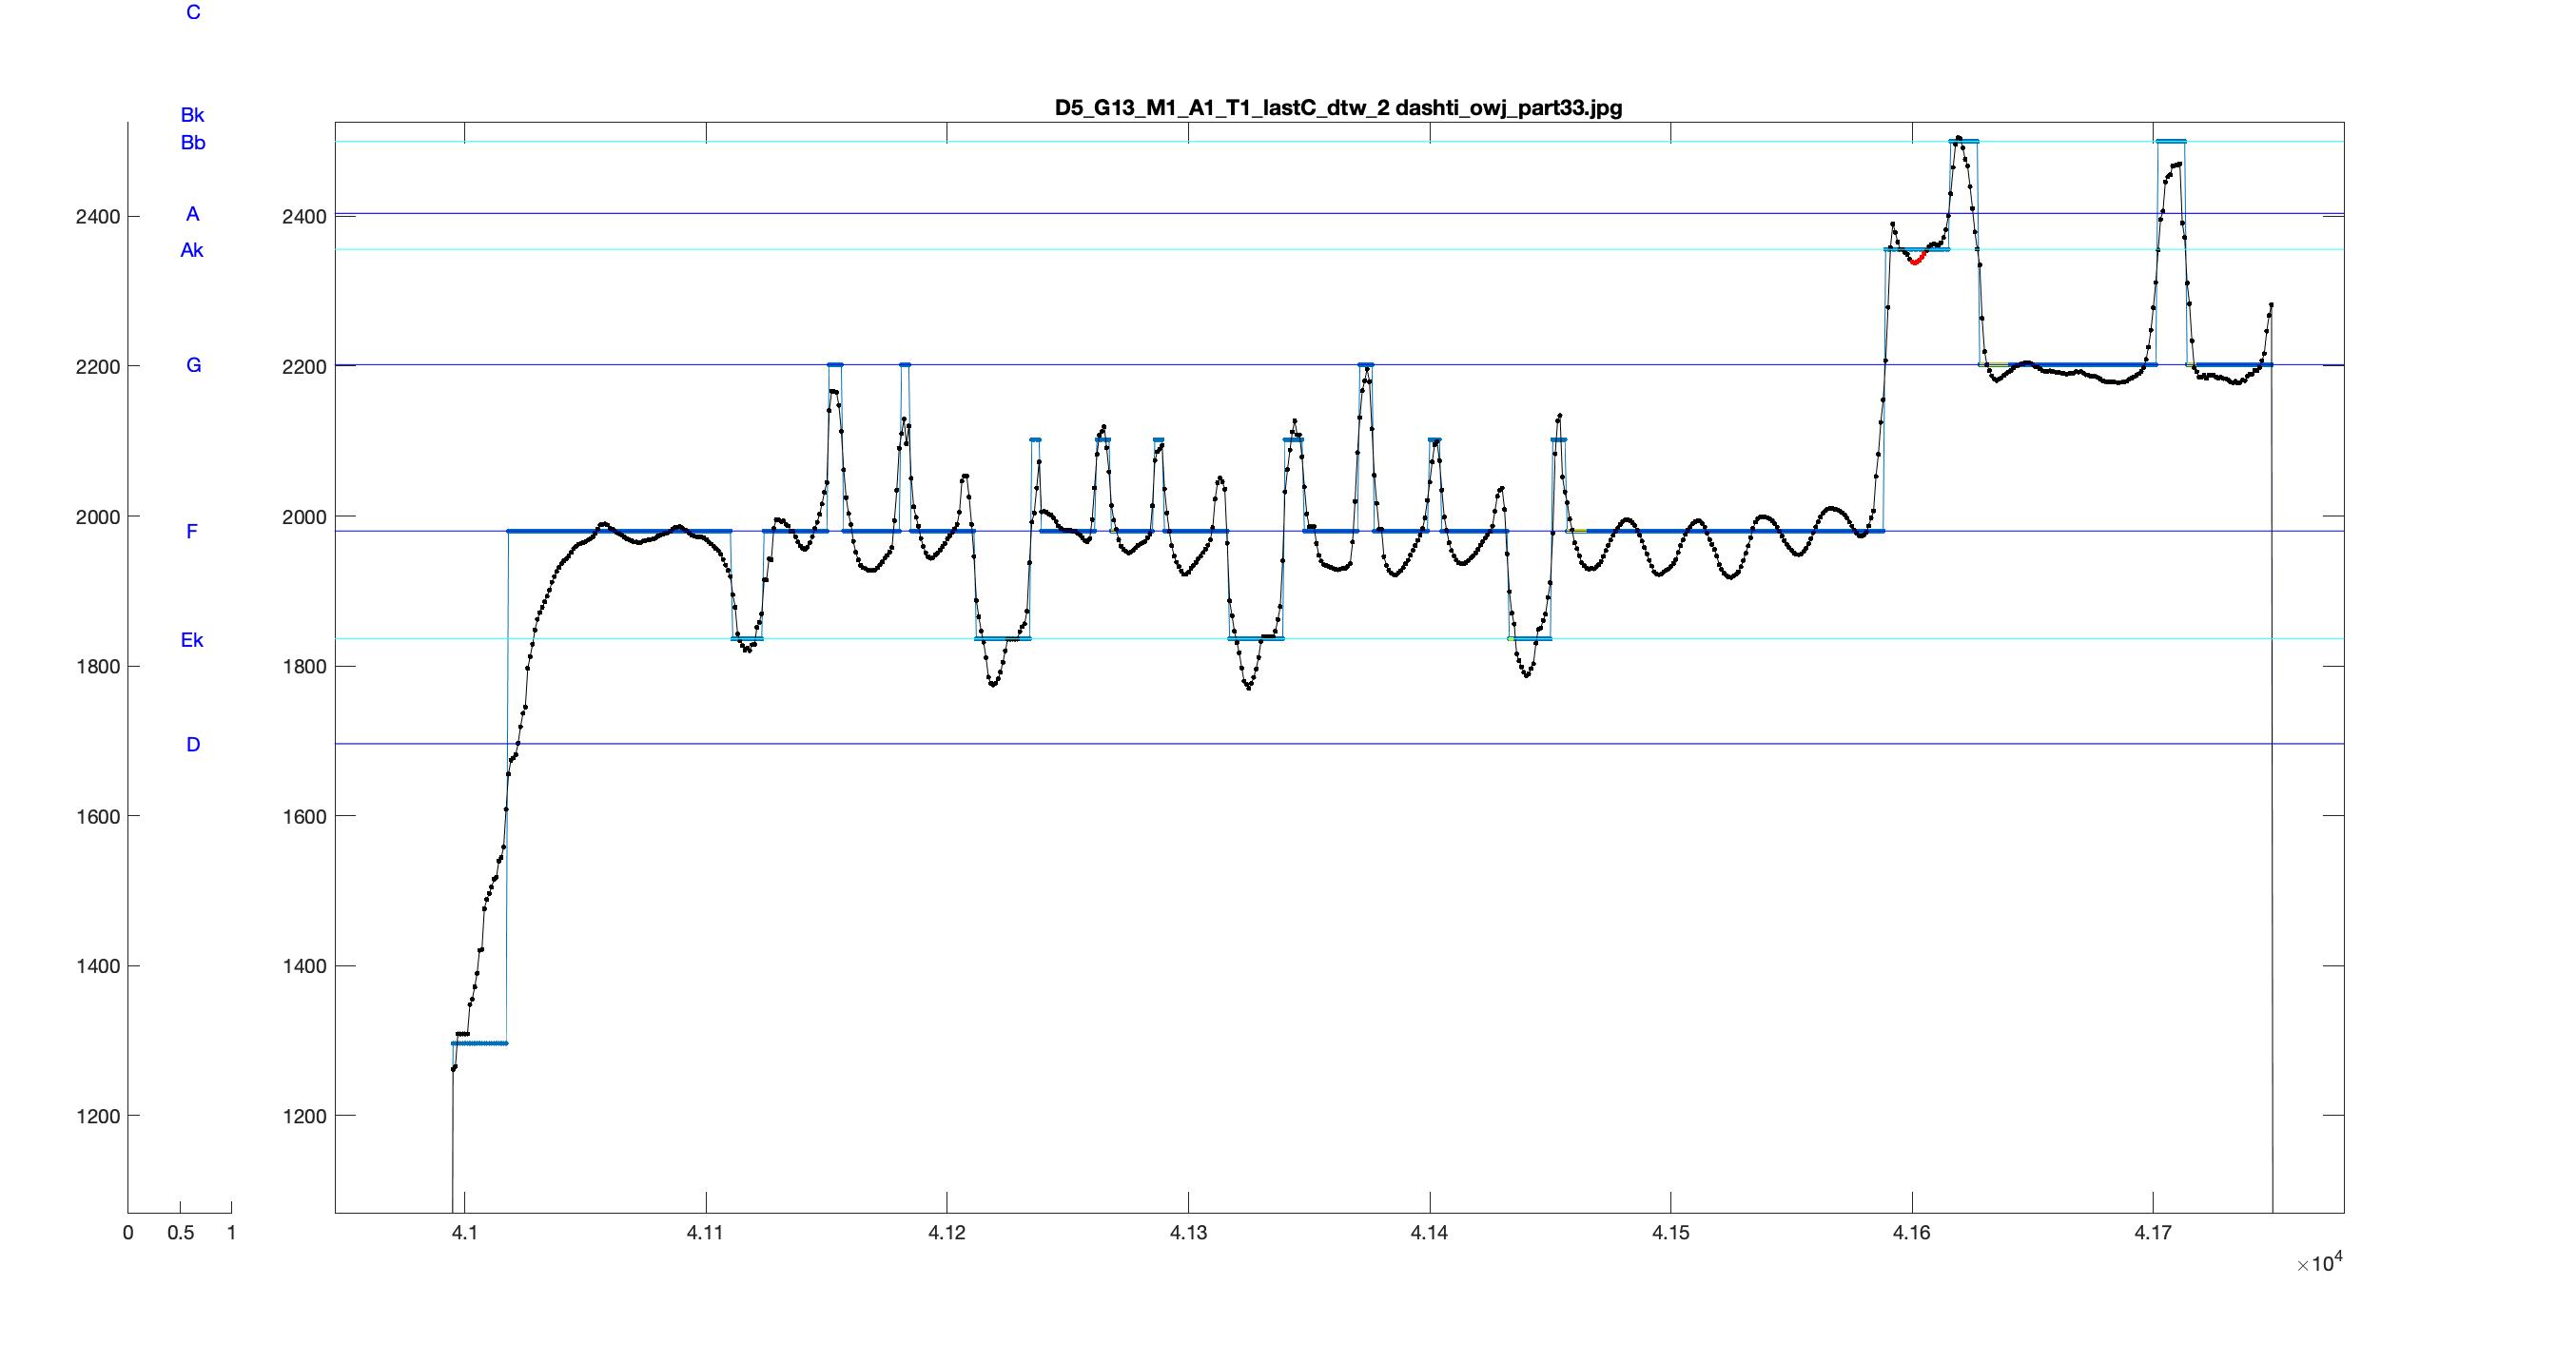 C
D5_G13_M1_A1_T1_lastC_dtw_2 dashti_owj_part33.jpg
Bk
Bb
A
Ak
G
F
Ek
D
2400
2200
2000
1800
1600
1400
1200
0 0.5 1
2400
2200
2000
1800
1600
1400
1200
4.1 4.11 4.12 4.13 4.14 4.15 4.16 4.17
×10⁴